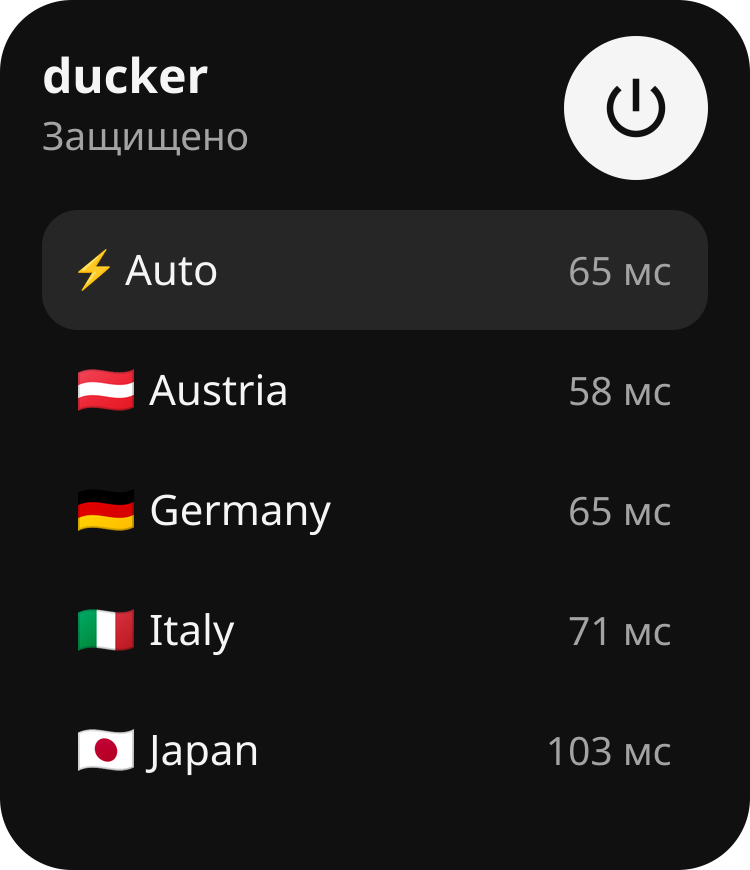 ducker
Защищено
⚡ Auto 65 мс
🇦🇹 Austria 58 мс
🇩🇪 Germany 65 мс
🇮🇹 Italy 71 мс
🇯🇵 Japan 103 мс